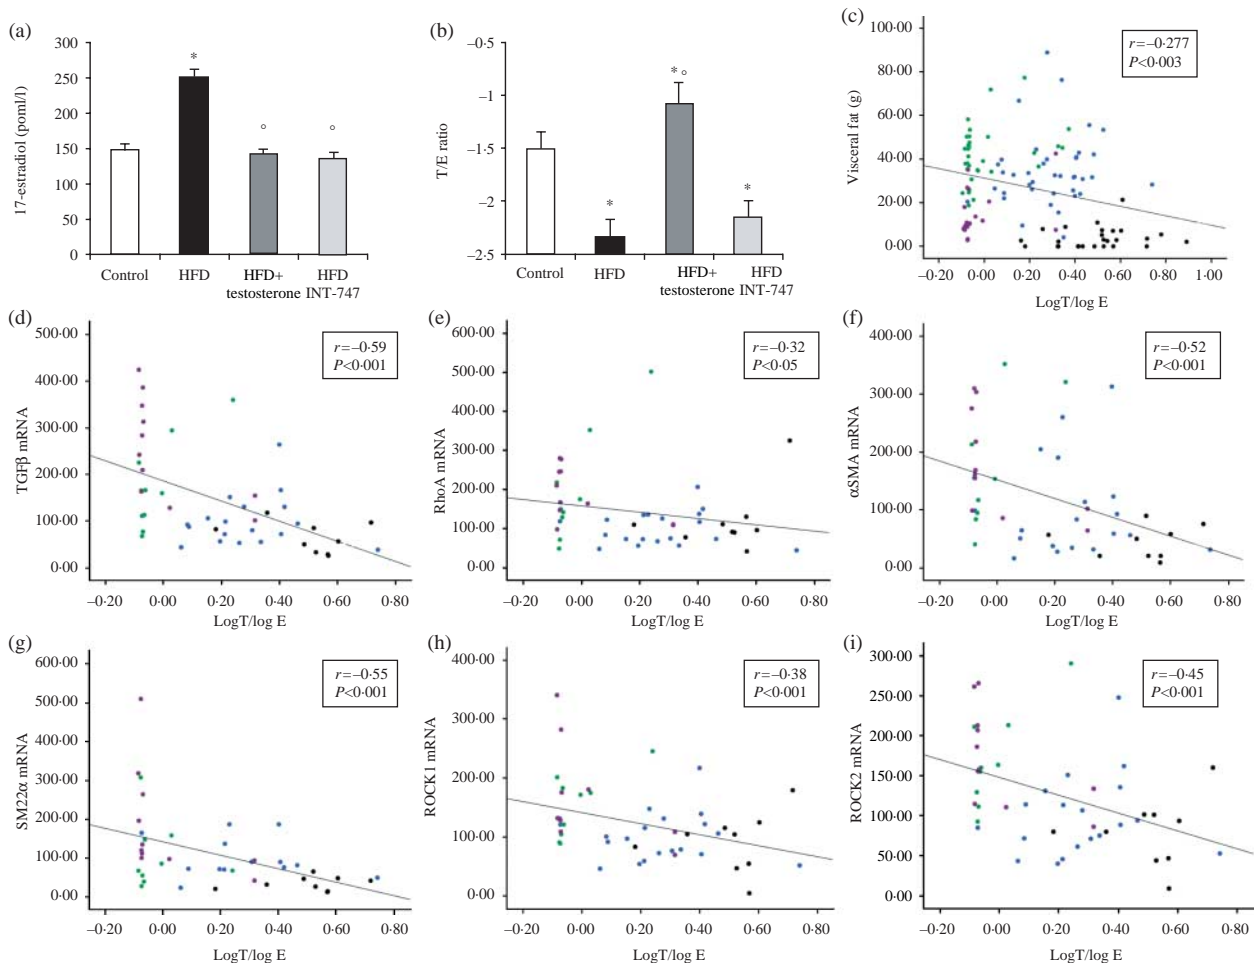 (a)
300
250
200
150
100
50
0
17-estradiol (poml/l)
*
°
°
Control
HFD
HFD+
testosterone
HFD
INT-747
(b)
–0·5
–1
–1.5
–2
–2.5
T/E ratio
*
* °
*
Control
HFD
HFD+
testosterone
HFD
INT-747
(c)
100·00
80·00
60·00
40·00
20·00
0·00
Visceral fat (g)
r=–0·277
P<0·003
–0·20 0·00 0·20 0·40 0·60 0·80 1·00
LogT/log E
(d)
500·00
400·00
300·00
200·00
100·00
0·00
TGFβ mRNA
r=–0·59
P<0·001
–0·20 0·00 0·20 0·40 0·60 0·80
LogT/log E
(e)
600·00
500·00
400·00
300·00
200·00
100·00
0·00
RhoA mRNA
r=–0·32
P<0·05
–0·20 0·00 0·20 0·40 0·60 0·80
LogT/log E
(f)
400·00
300·00
200·00
100·00
0·00
αSMA mRNA
r=–0·52
P<0·001
–0·20 0·00 0·20 0·40 0·60 0·80
LogT/log E
(g)
600·00
500·00
400·00
300·00
200·00
100·00
0·00
SM22α mRNA
r=–0·55
P<0·001
–0·20 0·00 0·20 0·40 0·60 0·80
LogT/log E
(h)
400·00
300·00
200·00
100·00
0·00
ROCK1 mRNA
r=–0·38
P<0·001
–0·20 0·00 0·20 0·40 0·60 0·80
LogT/log E
(i)
300·00
250·00
200·00
150·00
100·00
50·00
0·00
ROCK2 mRNA
r=–0·45
P<0·001
–0·20 0·00 0·20 0·40 0·60 0·80
LogT/log E